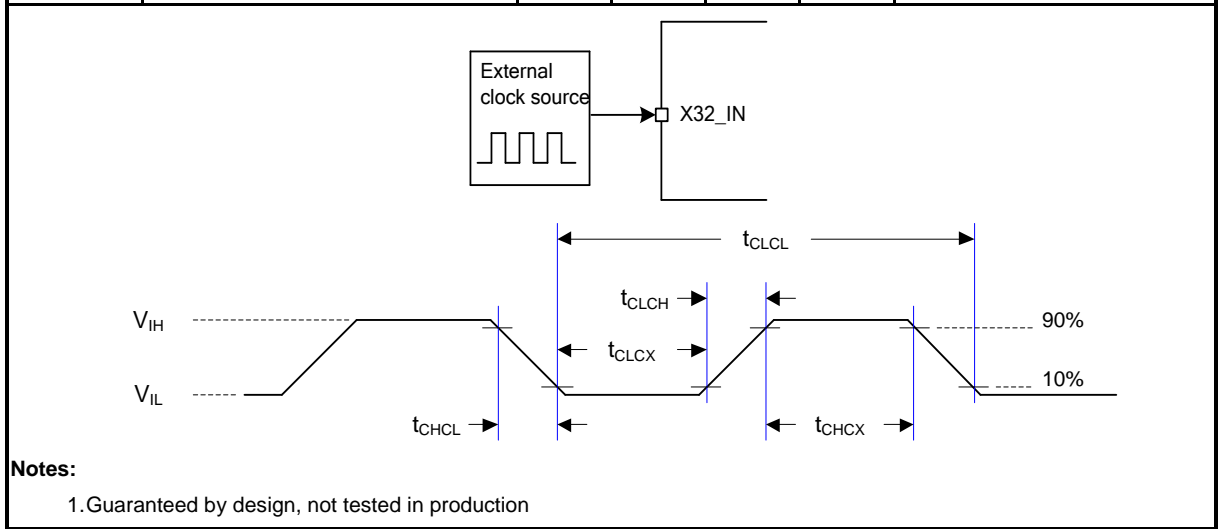 External
clock source
X32_IN
tCLCL
tCLCH
VIH
90%
tCLCX
VIL
10%
tCHCL
tCHCX
Notes:
1.Guaranteed by design, not tested in production